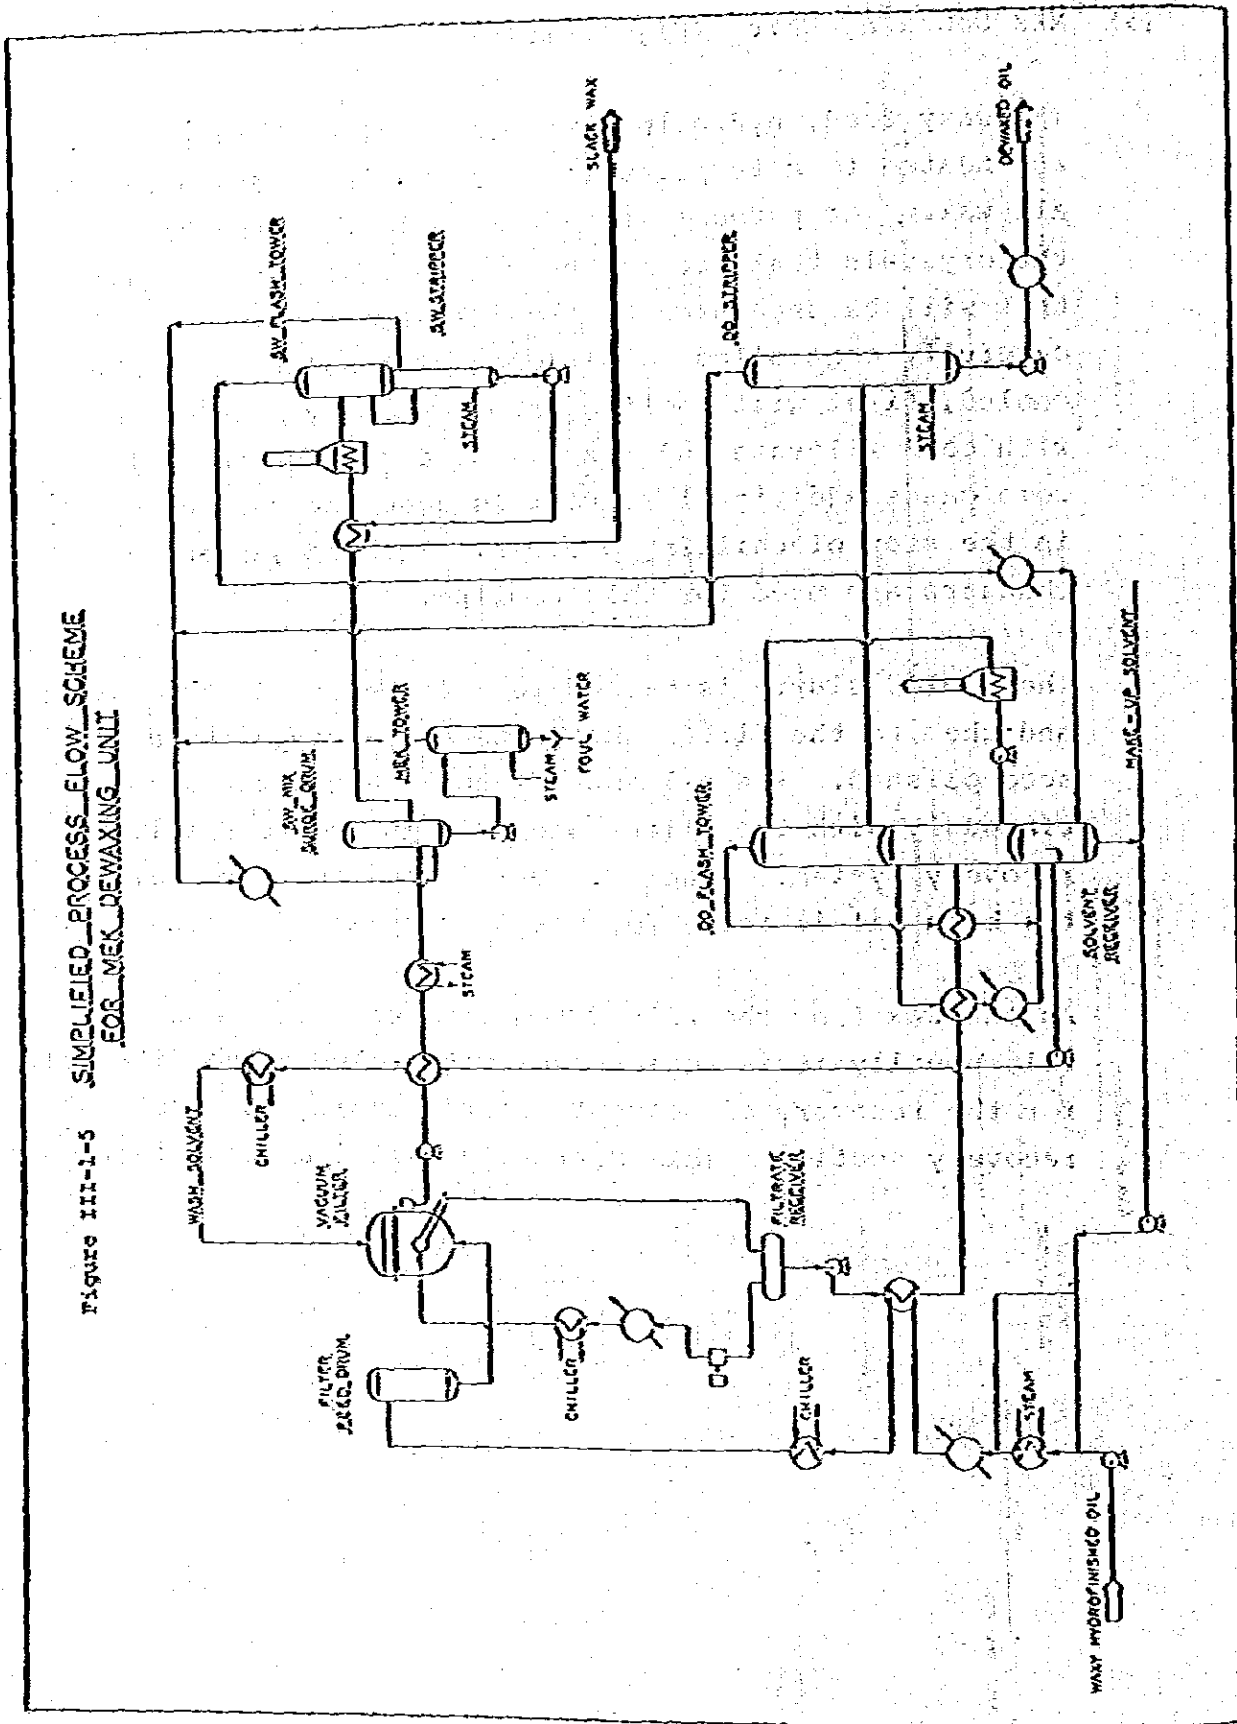 Figure III-1-5 SIMPLIFIED PROCESS FLOW SCHEME
FOR MEK DEWAXING UNIT
SLACK WAX
DEWAXED OIL
SW FLASH TOWER
SW STRIPPER
STEAM
DO STRIPPER
STEAM
SW MIX
SURGE DRUM
MEK TOWER
STEAM
FOUL WATER
STEAM
DO FLASH TOWER
SOLVENT
RECEIVER
MAKE-UP SOLVENT
WASH SOLVENT
CHILLER
VACUUM
FILTER
FILTER
FEED DRUM
CHILLER
FILTRATE
RECEIVER
CHILLER
STEAM
WAXY HYDROFINISHED OIL